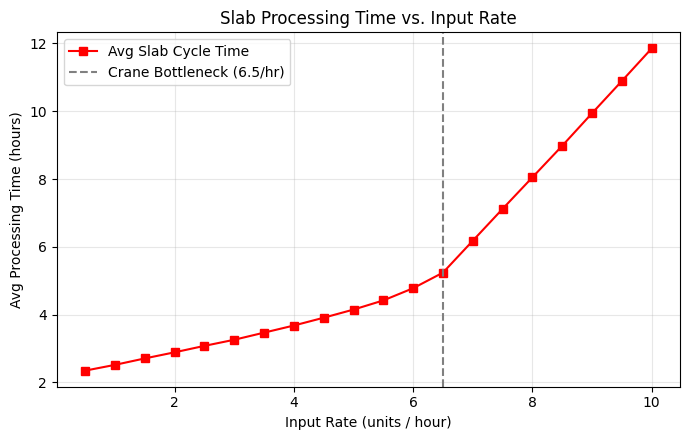 Slab Processing Time vs. Input Rate
Avg Slab Cycle Time
Crane Bottleneck (6.5/hr)
12
10
8
6
4
2
Avg Processing Time (hours)
2 4 6 8 10
Input Rate (units / hour)